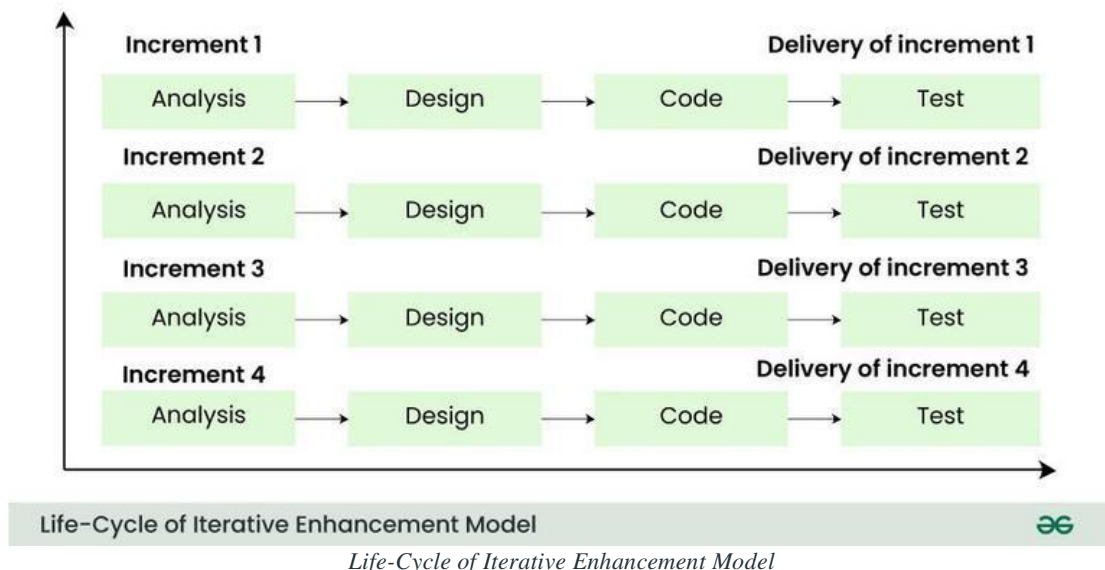 Increment 1 Delivery of increment 1
Analysis Design Code Test
Increment 2 Delivery of increment 2
Analysis Design Code Test
Increment 3 Delivery of increment 3
Analysis Design Code Test
Increment 4 Delivery of increment 4
Analysis Design Code Test
Life-Cycle of Iterative Enhancement Model
Life-Cycle of Iterative Enhancement Model